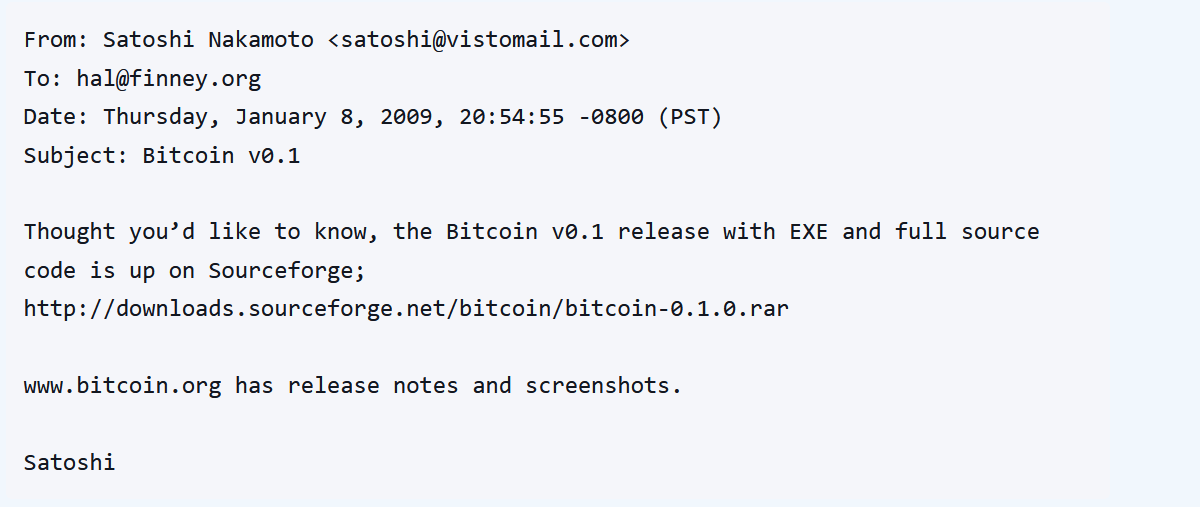 From: Satoshi Nakamoto <satoshi@vistomail.com>
To: hal@finney.org
Date: Thursday, January 8, 2009, 20:54:55 -0800 (PST)
Subject: Bitcoin v0.1
Thought you’d like to know, the Bitcoin v0.1 release with EXE and full source
code is up on Sourceforge;
http://downloads.sourceforge.net/bitcoin/bitcoin-0.1.0.rar
www.bitcoin.org has release notes and screenshots.
Satoshi